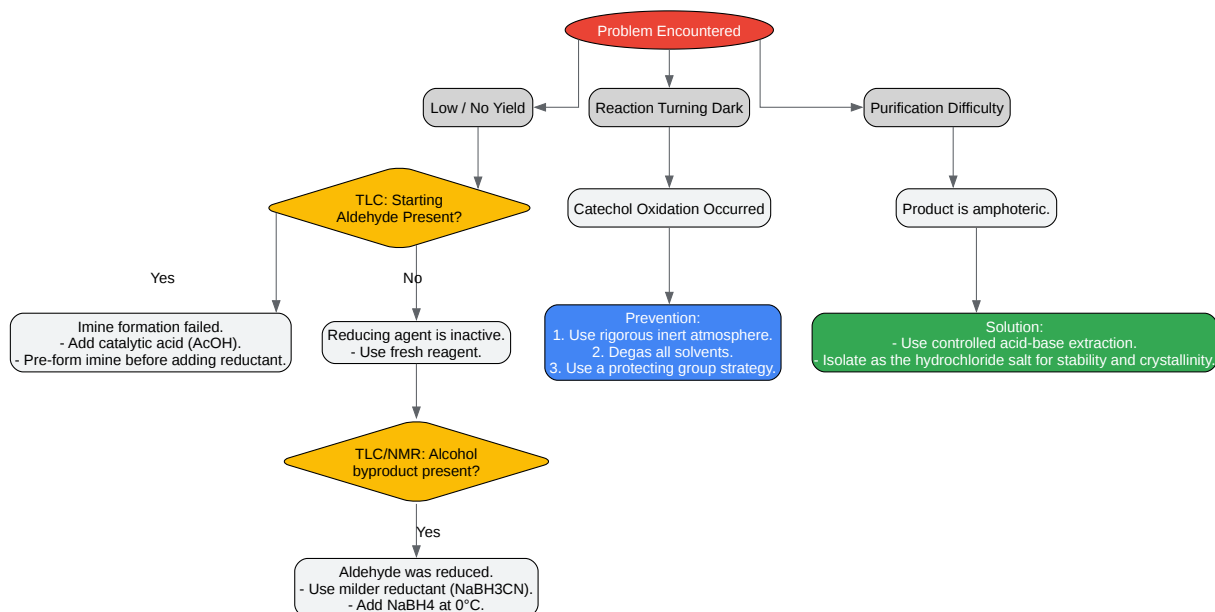 Problem Encountered
Low / No Yield
Reaction Turning Dark
Purification Difficulty
TLC: Starting
Aldehyde Present?
Catechol Oxidation Occurred
Product is amphoteric.
Yes
No
Imine formation failed.
- Add catalytic acid (AcOH).
- Pre-form imine before adding reductant.
Reducing agent is inactive.
- Use fresh reagent.
Prevention:
1. Use rigorous inert atmosphere.
2. Degas all solvents.
3. Use a protecting group strategy.
Solution:
- Use controlled acid-base extraction.
- Isolate as the hydrochloride salt for stability and crystallinity.
TLC/NMR: Alcohol
byproduct present?
Yes
Aldehyde was reduced.
- Use milder reductant (NaBH3CN).
- Add NaBH4 at 0°C.